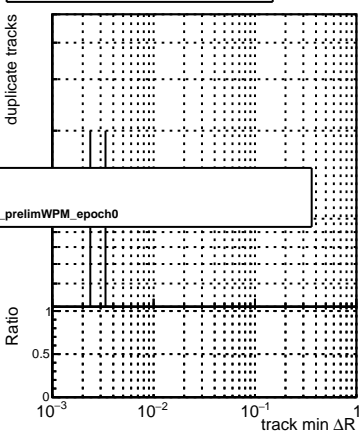 duplicate tracks
_prelimWPM_epoch0
Ratio
1
0.5
0
10⁻³ 10⁻² 10⁻¹ 1
track min ΔR